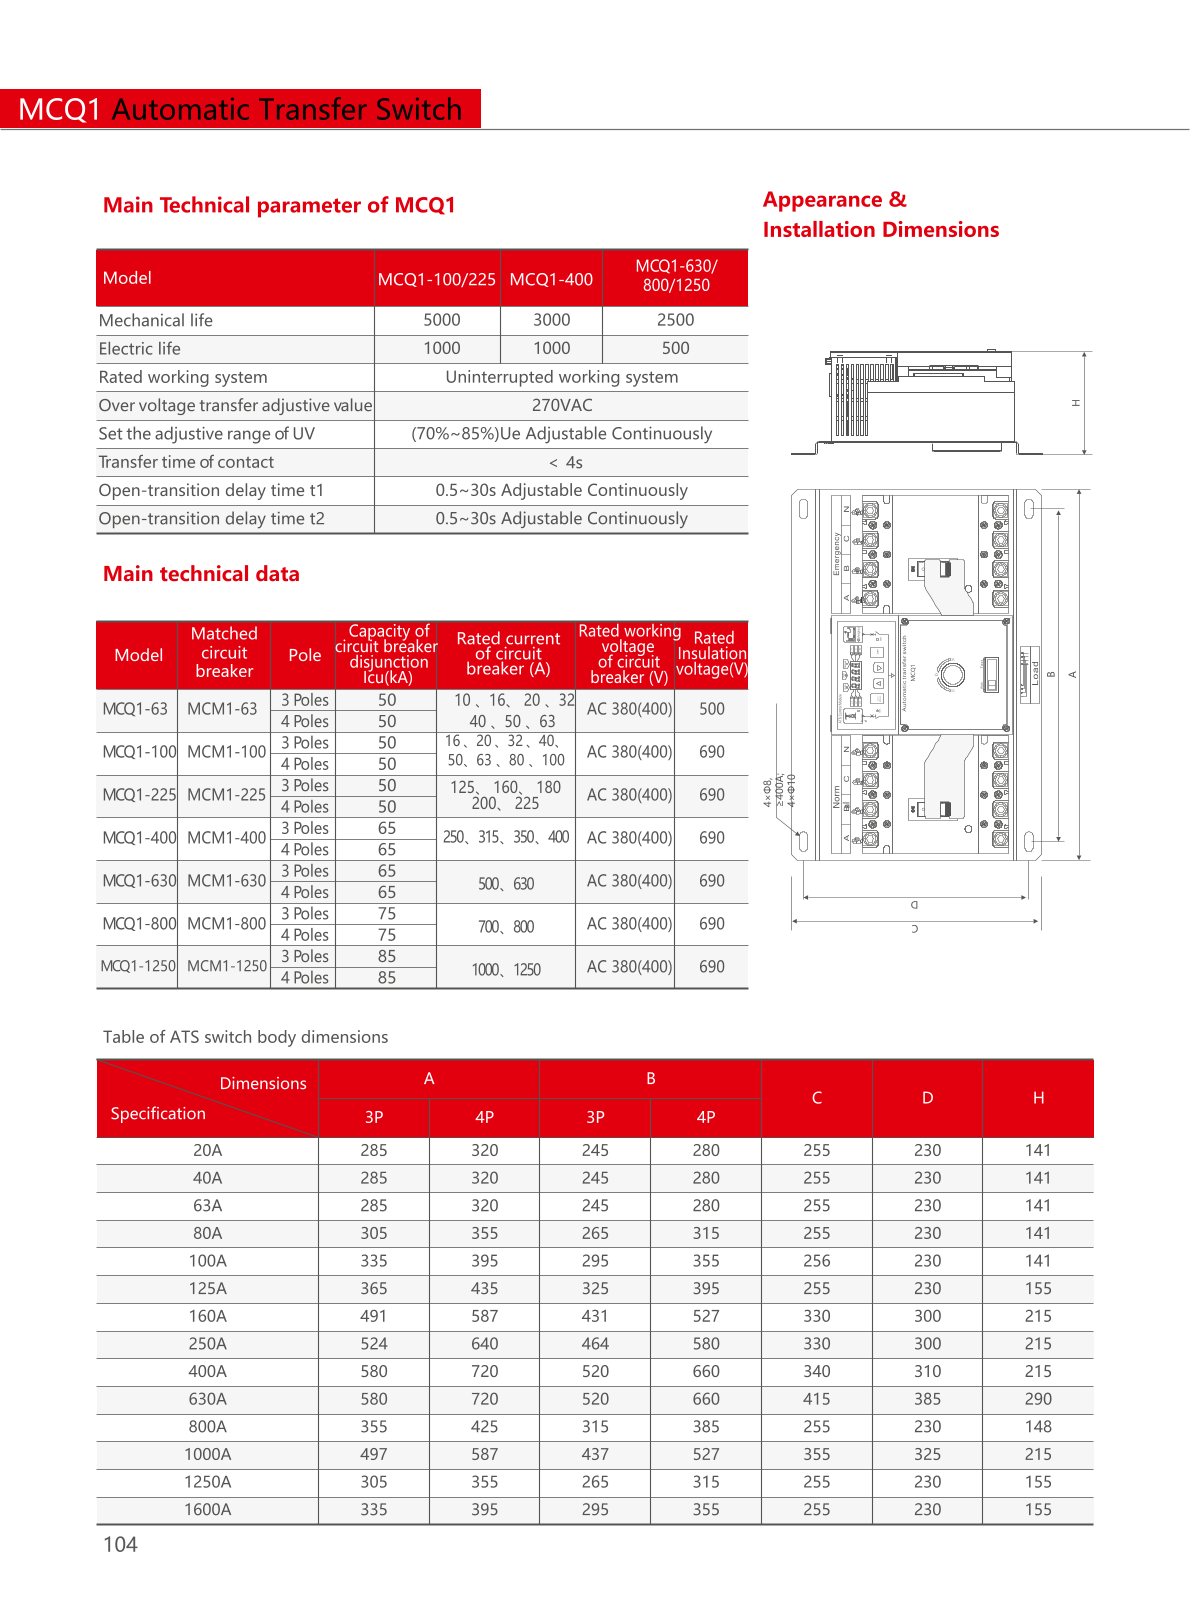 MCQ1 Automatic Transfer Switch
Main Technical parameter of MCQ1
Model MCQ1-100/225 MCQ1-400 MCQ1-630/
800/1250
Mechanical life 5000 3000 2500
Electric life 1000 1000 500
Rated working system Uninterrupted working system
Over voltage transfer adjustive value 270VAC
Set the adjustive range of UV (70%~85%)Ue Adjustable Continuously
Transfer time of contact < 4s
Open-transition delay time t1 0.5~30s Adjustable Continuously
Open-transition delay time t2 0.5~30s Adjustable Continuously
Main technical data
Model Matched circuit breaker Pole Capacity of circuit breaker disjunction Icu(kA) Rated current of circuit breaker (A) Rated working voltage of circuit breaker (V) Rated Insulation voltage(V)
MCQ1-63 MCM1-63 3 Poles 50 10 、16、 20 、32 AC 380(400) 500
4 Poles 50 40 、50 、63
MCQ1-100 MCM1-100 3 Poles 50 16 、20 、32 、40、 AC 380(400) 690
4 Poles 50 50、63 、80 、100
MCQ1-225 MCM1-225 3 Poles 50 125、 160、 180 AC 380(400) 690
4 Poles 50 200、 225
MCQ1-400 MCM1-400 3 Poles 65 250、315、350、400 AC 380(400) 690
4 Poles 65
MCQ1-630 MCM1-630 3 Poles 65 500、630 AC 380(400) 690
4 Poles 65
MCQ1-800 MCM1-800 3 Poles 75 700、800 AC 380(400) 690
4 Poles 75
MCQ1-1250 MCM1-1250 3 Poles 85 1000、1250 AC 380(400) 690
4 Poles 85
Appearance &
Installation Dimensions
H
Emergency
N
C
B
A
Automatic transfer switch
MCQ1
Load
B
A
Norm
N
C
B
A
4×Φ8,
≥400A;
4×Φ10
D
C
Table of ATS switch body dimensions
Dimensions
Specification
A B C D H
3P 4P 3P 4P
20A 285 320 245 280 255 230 141
40A 285 320 245 280 255 230 141
63A 285 320 245 280 255 230 141
80A 305 355 265 315 255 230 141
100A 335 395 295 355 256 230 141
125A 365 435 325 395 255 230 155
160A 491 587 431 527 330 300 215
250A 524 640 464 580 330 300 215
400A 580 720 520 660 340 310 215
630A 580 720 520 660 415 385 290
800A 355 425 315 385 255 230 148
1000A 497 587 437 527 355 325 215
1250A 305 355 265 315 255 230 155
1600A 335 395 295 355 255 230 155
104